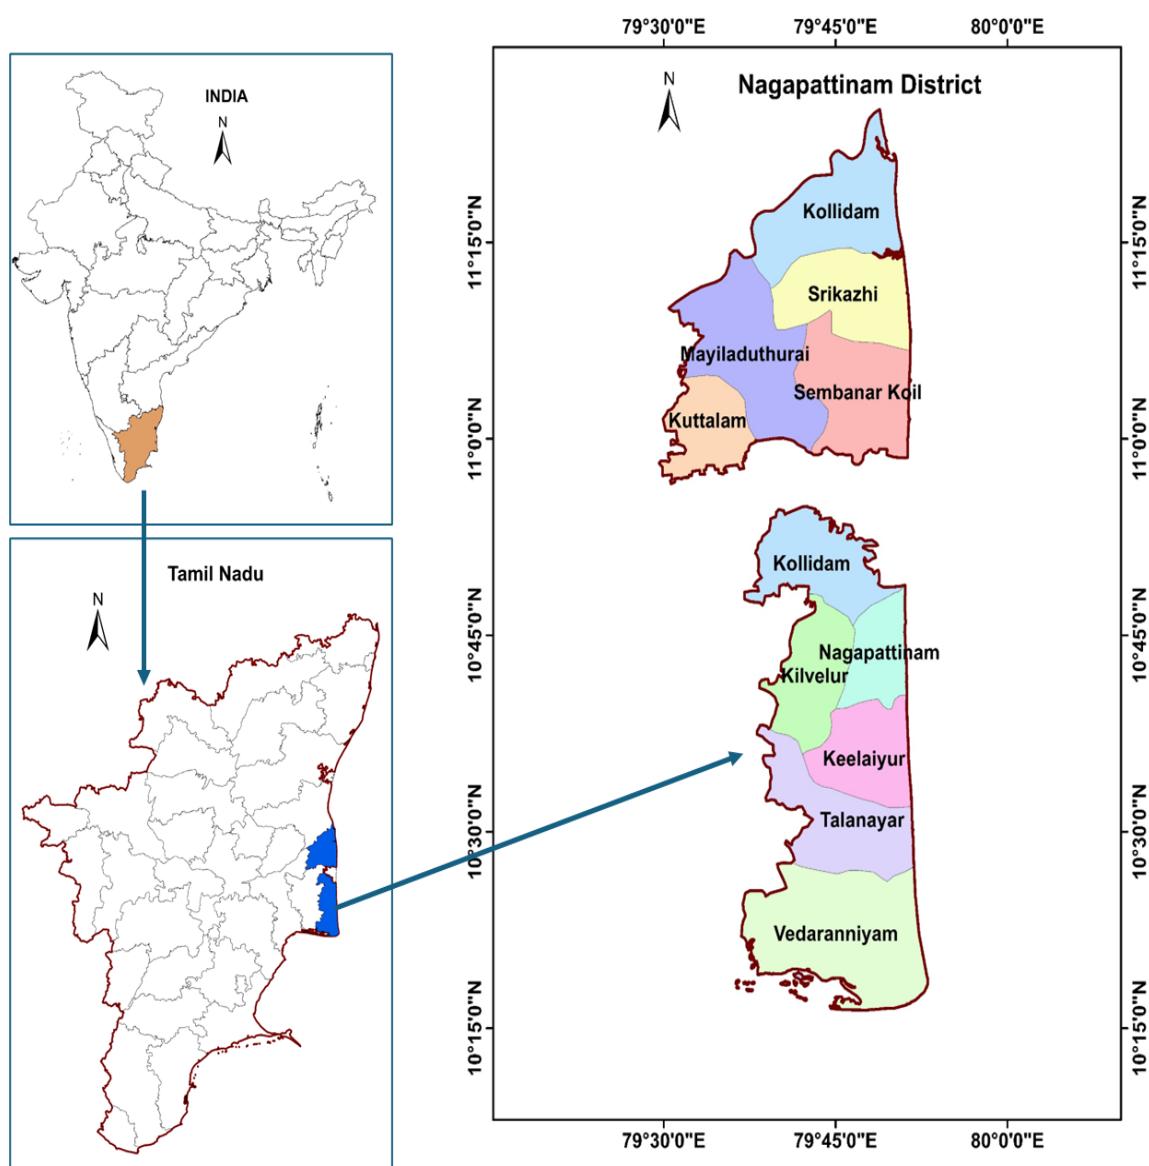 INDIA
N
Tamil Nadu
N
79°30'0"E 79°45'0"E 80°0'0"E
Nagapattinam District
N
11°15'0"N
11°0'0"N
10°45'0"N
10°30'0"N
10°15'0"N
Kollidam
Srikazhi
Mayiladuthurai
Sembanar Koil
Kuttalam
Kollidam
Nagapattinam
Kilvelur
Keelaiyur
Talanayar
Vedaranniyam
11°15'0"N
11°0'0"N
10°45'0"N
10°30'0"N
10°15'0"N
79°30'0"E 79°45'0"E 80°0'0"E